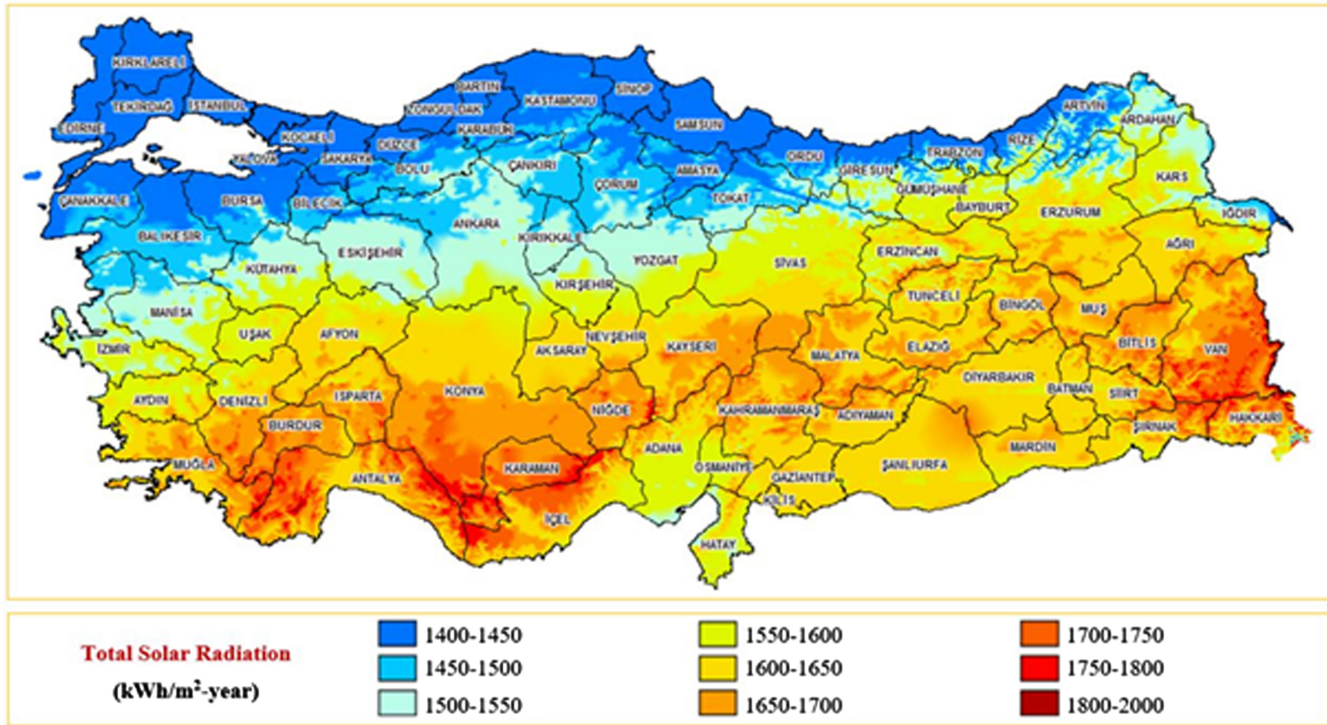 KIRKLARELİ
TEKİRDAĞ
İSTANBUL
EDİRNE
KOCAELİ
YALOVA
SAKARYA
DÜZCE
BOLU
ZONGULDAK
BARTIN
KARABÜK
KASTAMONU
SİNOP
SAMSUN
ÇANKIRI
ÇORUM
AMASYA
TOKAT
ORDU
GİRESUN
TRABZON
RİZE
ARTVİN
ARDAHAN
KARS
GÜMÜŞHANE
BAYBURT
ERZURUM
IĞDIR
AĞRI
ÇANAKKALE
BURSA
BİLECİK
BALIKESİR
ANKARA
KIRIKKALE
ESKİŞEHİR
KÜTAHYA
YOZGAT
KIRŞEHİR
SİVAS
ERZİNCAN
TUNCELİ
BİNGÖL
MUŞ
MANİSA
UŞAK
AFYON
İZMİR
NEVŞEHİR
AKSARAY
KAYSERİ
MALATYA
ELAZIĞ
BİTLİS
VAN
AYDIN
DENİZLİ
ISPARTA
KONYA
NİĞDE
BURDUR
KAHRAMANMARAŞ
ADIYAMAN
DİYARBAKIR
BATMAN
SİİRT
ŞIRNAK
HAKKARİ
MUĞLA
ANTALYA
KARAMAN
İÇEL
ADANA
OSMANİYE
GAZİANTEP
KİLİS
ŞANLIURFA
MARDİN
HATAY
Total Solar Radiation
(kWh/m²-year)
1400-1450
1450-1500
1500-1550
1550-1600
1600-1650
1650-1700
1700-1750
1750-1800
1800-2000